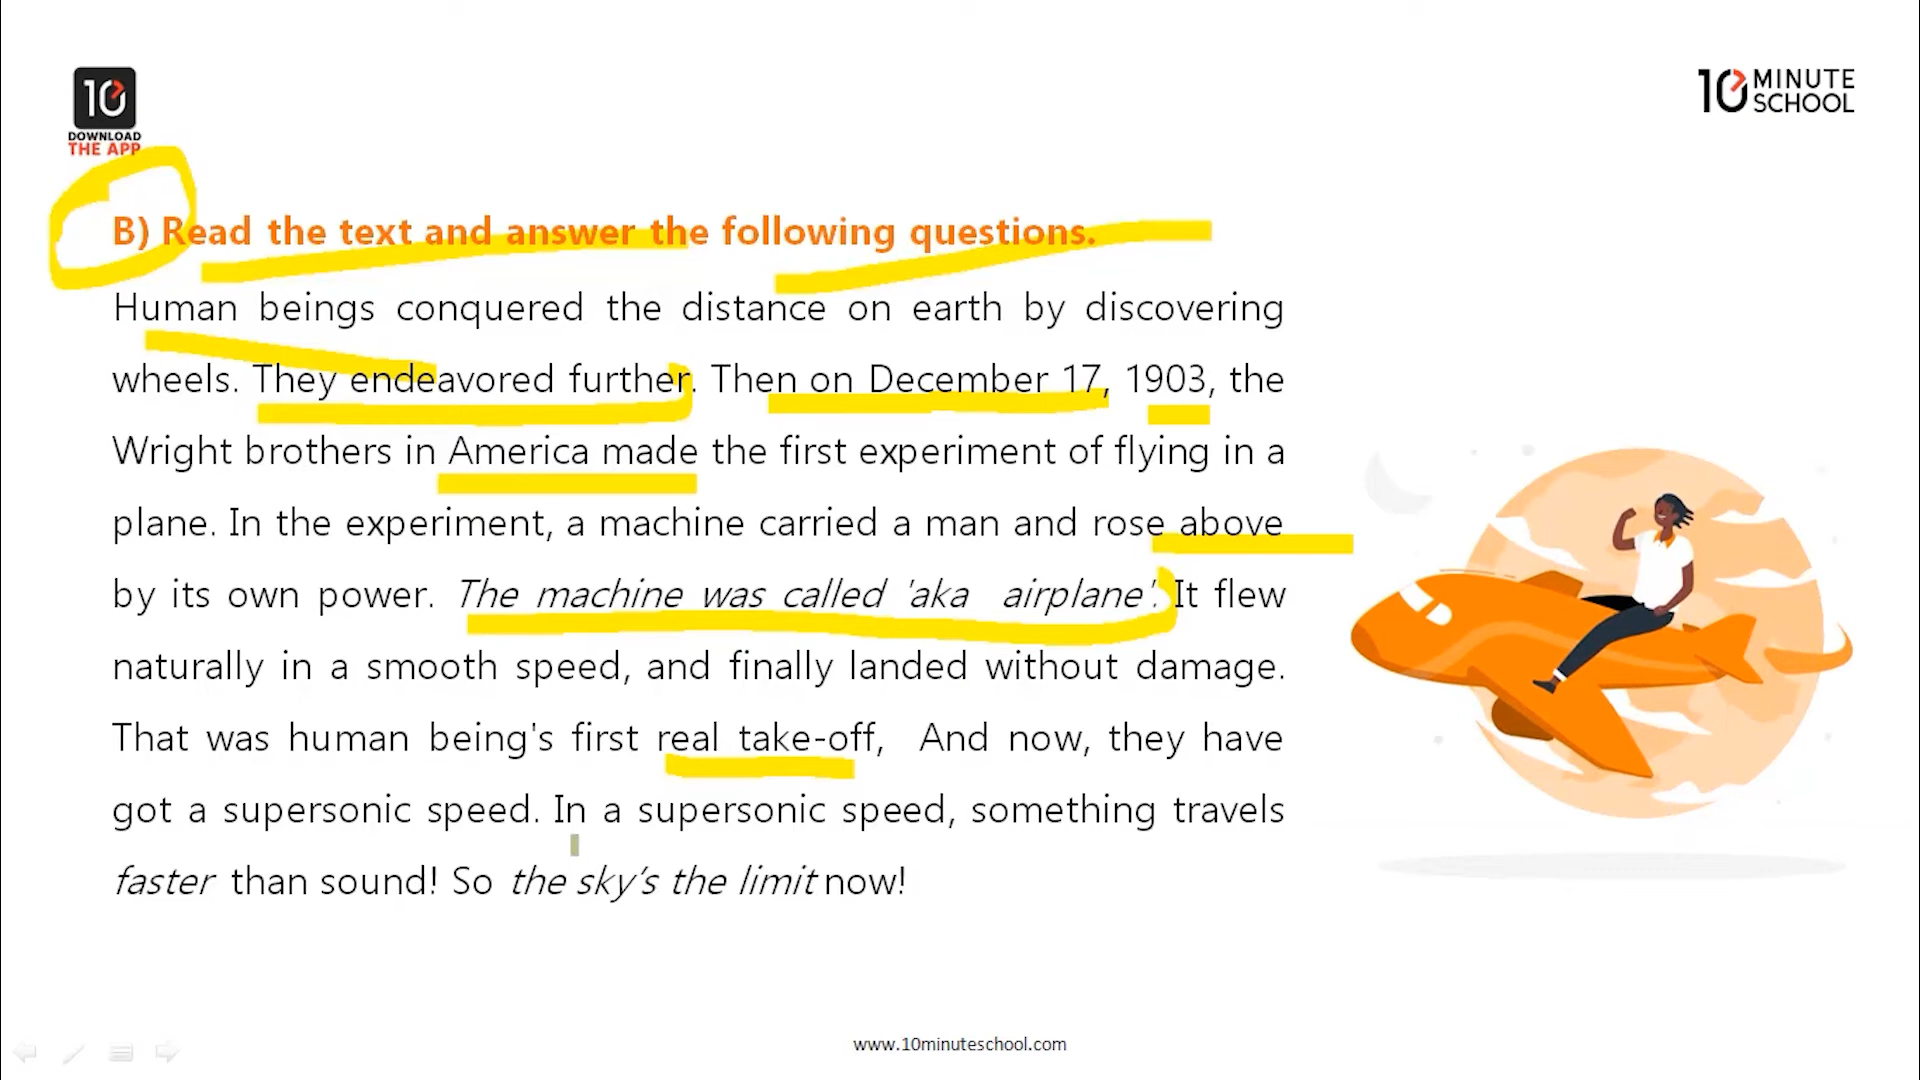 10
DOWNLOAD
THE APP
10 MINUTE
SCHOOL
B) Read the text and answer the following questions.
Human beings conquered the distance on earth by discovering
wheels. They endeavored further. Then on December 17, 1903, the
Wright brothers in America made the first experiment of flying in a
plane. In the experiment, a machine carried a man and rose above
by its own power. The machine was called 'aka airplane'. It flew
naturally in a smooth speed, and finally landed without damage.
That was human being's first real take-off, And now, they have
got a supersonic speed. In a supersonic speed, something travels
faster than sound! So the sky's the limit now!
www.10minuteschool.com